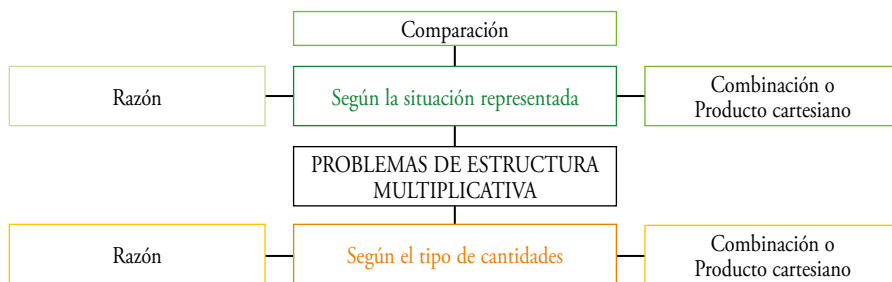 Comparación
Razón
Según la situación representada
Combinación o
Producto cartesiano
PROBLEMAS DE ESTRUCTURA
MULTIPLICATIVA
Razón
Según el tipo de cantidades
Combinación o
Producto cartesiano